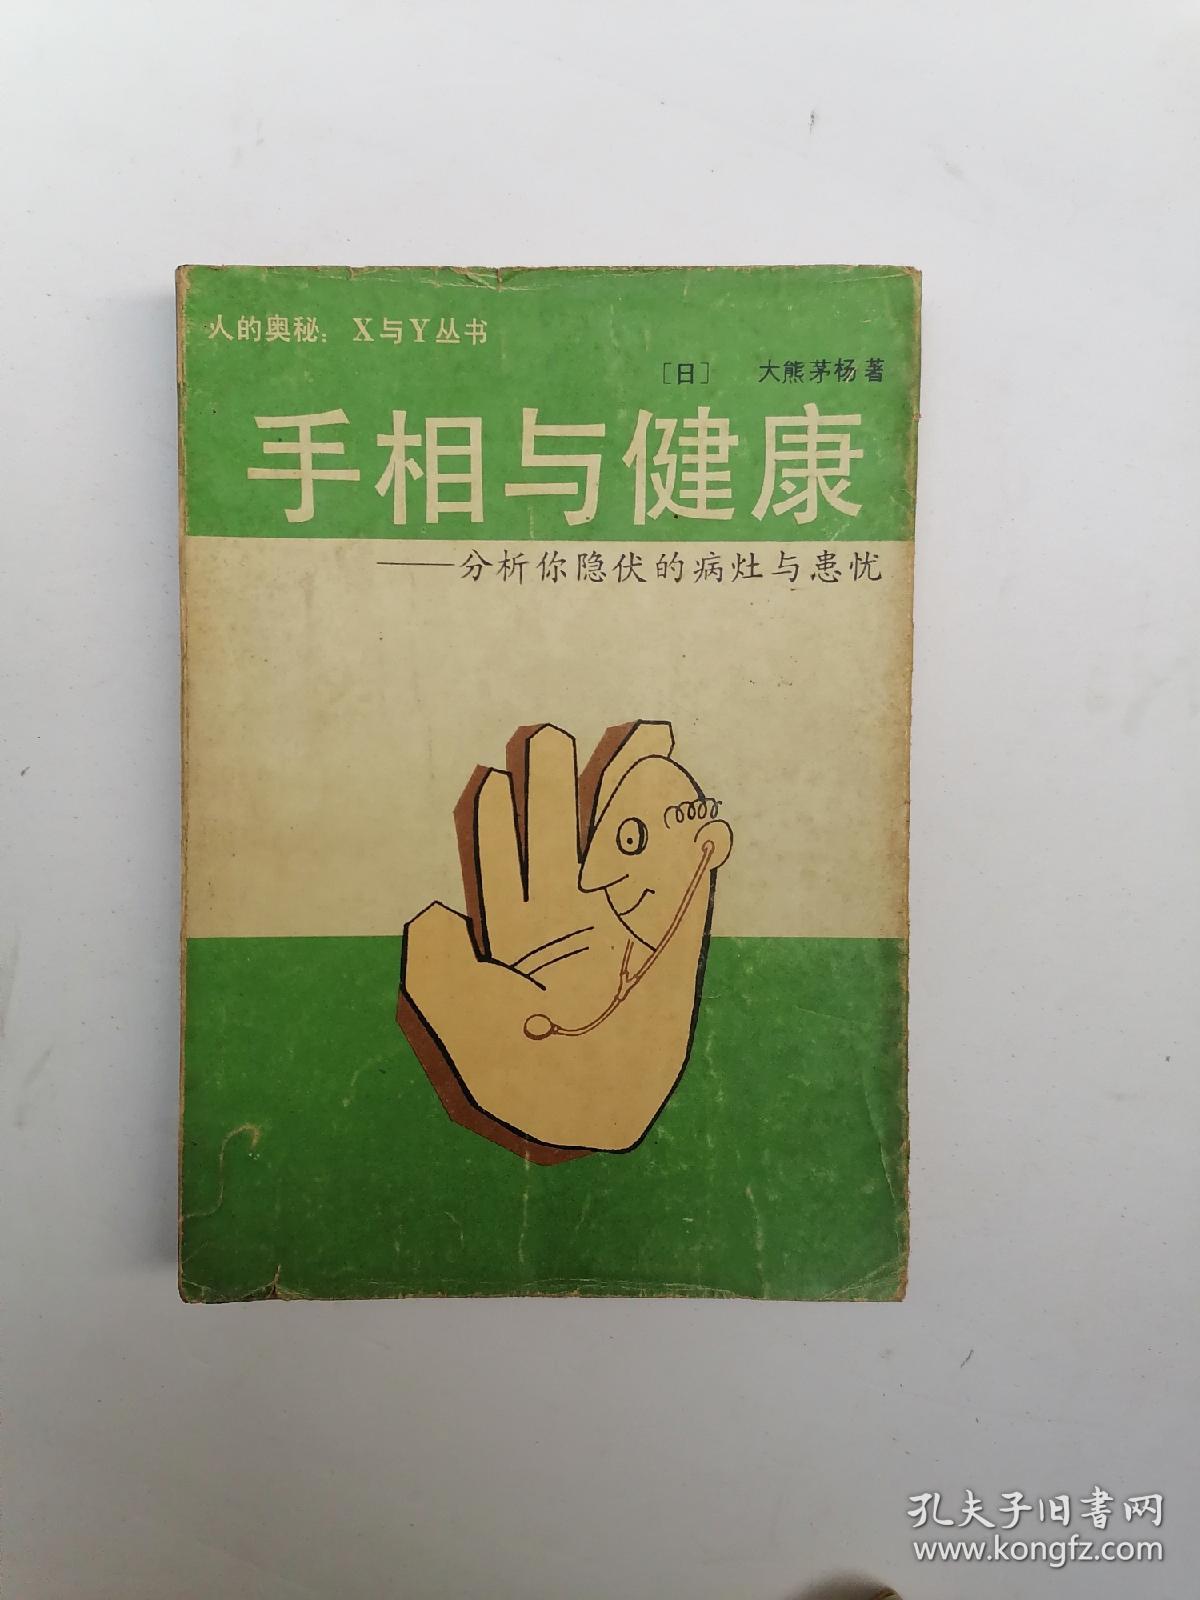 人的奥秘：X与Y丛书
［日］ 大熊茅杨著
手相与健康
——分析你隐伏的病灶与患忧
孔夫子旧书网
www.kongfz.com